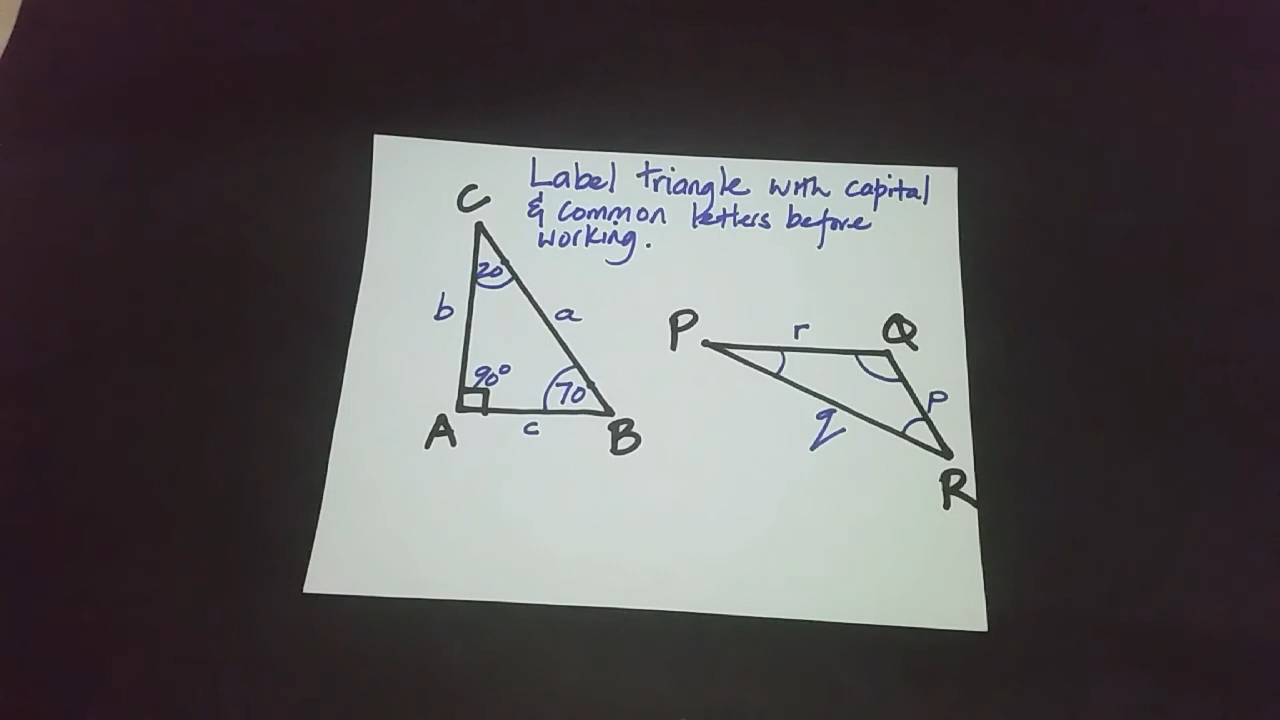 Label triangle with capital
& common letters before
working.
C
20
b
a
90°
70
A
c
B
P
r
Q
p
q
R